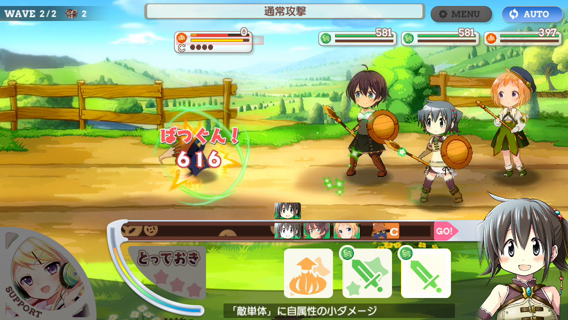 WAVE 2/2 2
通常攻撃
MENU
AUTO
0
581
581
397
C
ばつぐん!
616
C
GO!
とっておき
SUPPORT
「敵単体」に自属性の小ダメージ